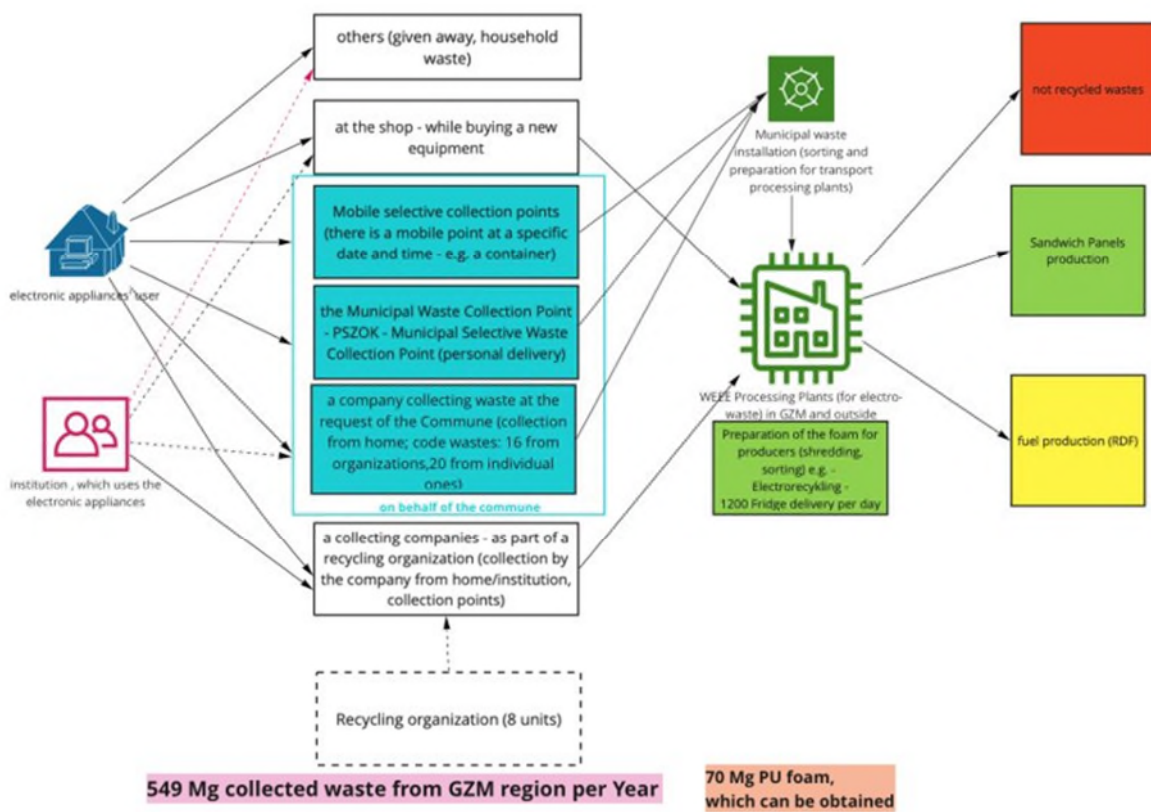 others (given away, household
waste)
at the shop - while buying a new
equipment
Mobile selective collection points
(there is a mobile point at a specific
date and time - e.g. a container)
the Municipal Waste Collection Point
- PSZOK - Municipal Selective Waste
Collection Point (personal delivery)
a company collecting waste at the
request of the Commune (collection
from home; code wastes: 16 from
organizations,20 from individual
ones)
on behalf of the commune
a collecting companies - as part of a
recycling organization (collection by
the company from home/institution,
collection points)
Recycling organization (8 units)
electronic appliances' user
institution , which uses the
electronic appliances
Municipal waste
installation (sorting and
preparation for transport
processing plants)
WEEE Processing Plants (for electro-
waste) in GZM and outside
Preparation of the foam for
producers (shredding,
sorting) e.g. -
Electrorecykling -
1200 Fridge delivery per day
not recycled wastes
Sandwich Panels
production
fuel production (RDF)
549 Mg collected waste from GZM region per Year
70 Mg PU foam,
which can be obtained